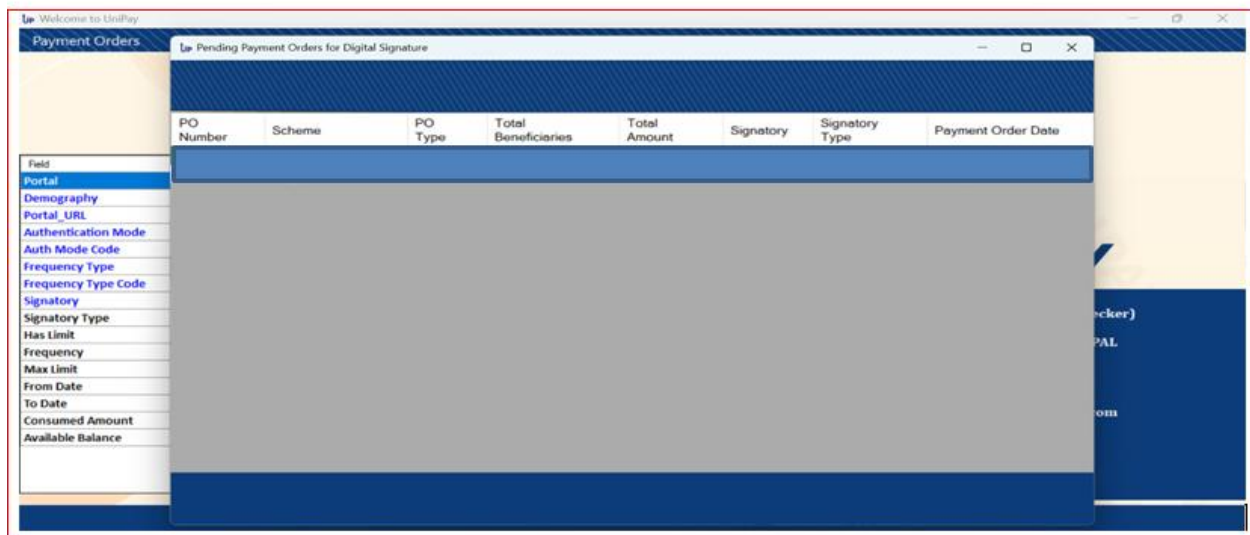 Up Welcome to UniPay
Payment Orders
Up Pending Payment Orders for Digital Signature
PO Number
Scheme
PO Type
Total Beneficiaries
Total Amount
Signatory
Signatory Type
Payment Order Date
Field
Portal
Demography
Portal_URL
Authentication Mode
Auth Mode Code
Frequency Type
Frequency Type Code
Signatory
Signatory Type
Has Limit
Frequency
Max Limit
From Date
To Date
Consumed Amount
Available Balance
ecker)
PAL
om